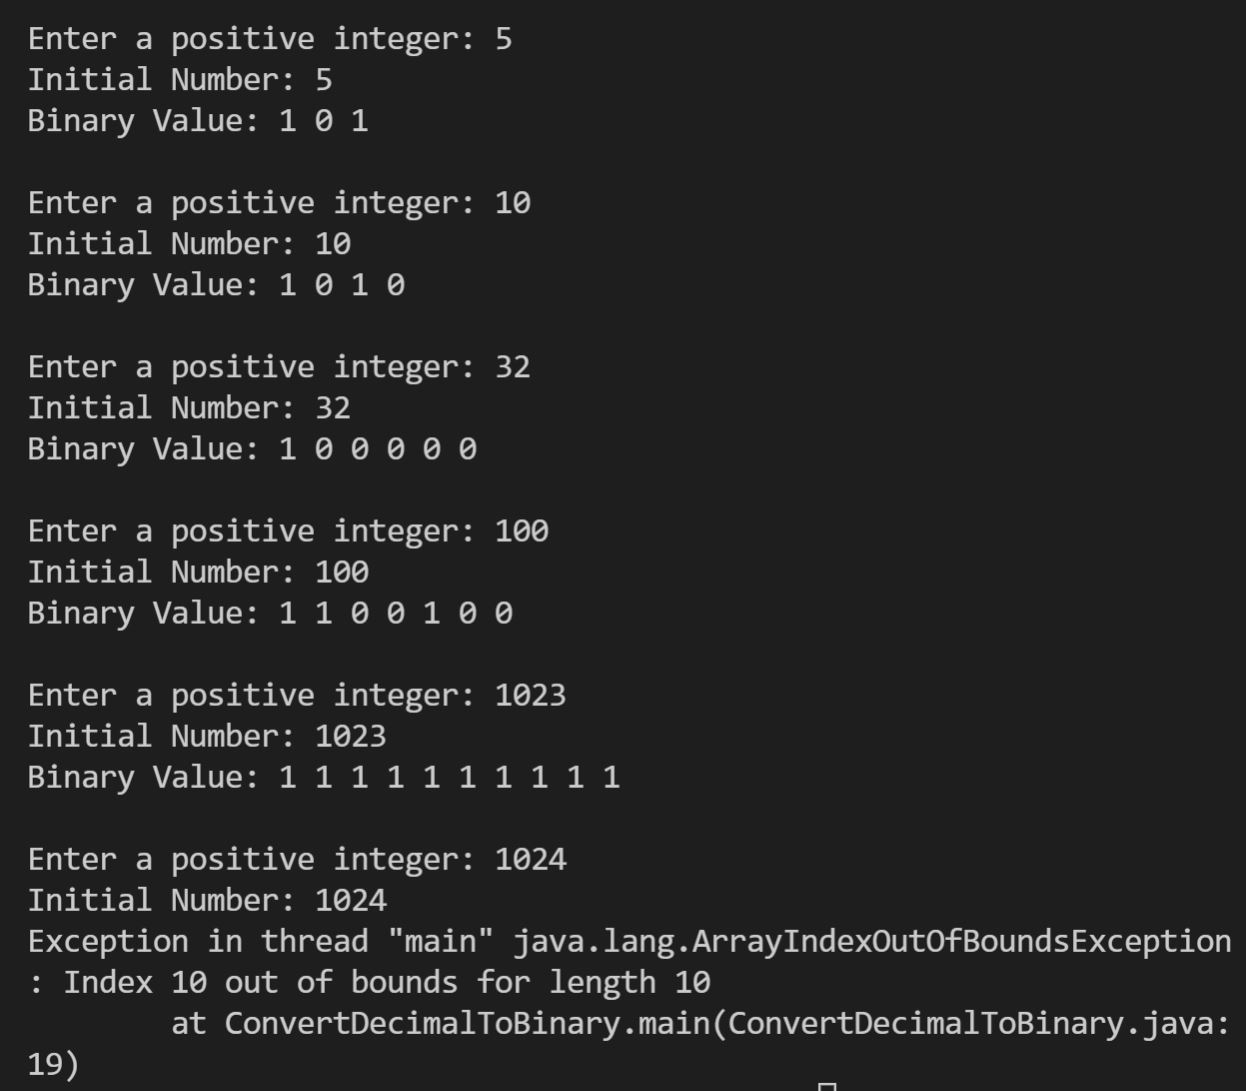 Enter a positive integer: 5
Initial Number: 5
Binary Value: 1 0 1
Enter a positive integer: 10
Initial Number: 10
Binary Value: 1 0 1 0
Enter a positive integer: 32
Initial Number: 32
Binary Value: 1 0 0 0 0 0
Enter a positive integer: 100
Initial Number: 100
Binary Value: 1 1 0 0 1 0 0
Enter a positive integer: 1023
Initial Number: 1023
Binary Value: 1 1 1 1 1 1 1 1 1 1
Enter a positive integer: 1024
Initial Number: 1024
Exception in thread "main" java.lang.ArrayIndexOutOfBoundsException
: Index 10 out of bounds for length 10
at ConvertDecimalToBinary.main(ConvertDecimalToBinary.java:
19)